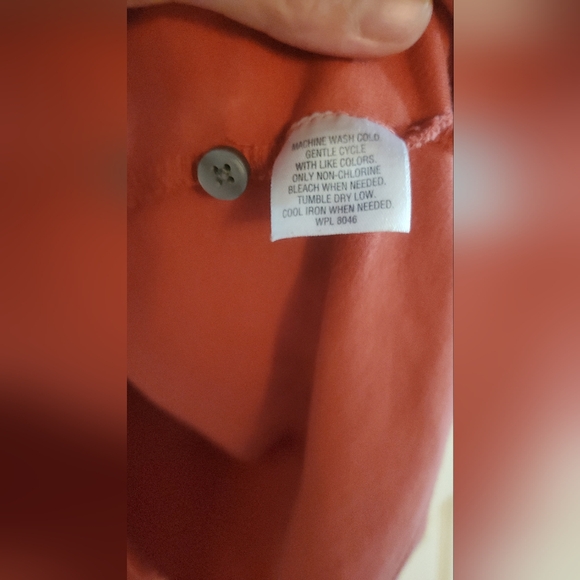 MACHINE WASH COLD,
GENTLE CYCLE
WITH LIKE COLORS.
ONLY NON-CHLORINE
BLEACH WHEN NEEDED.
TUMBLE DRY LOW.
COOL IRON WHEN NEEDED.
WPL 8046